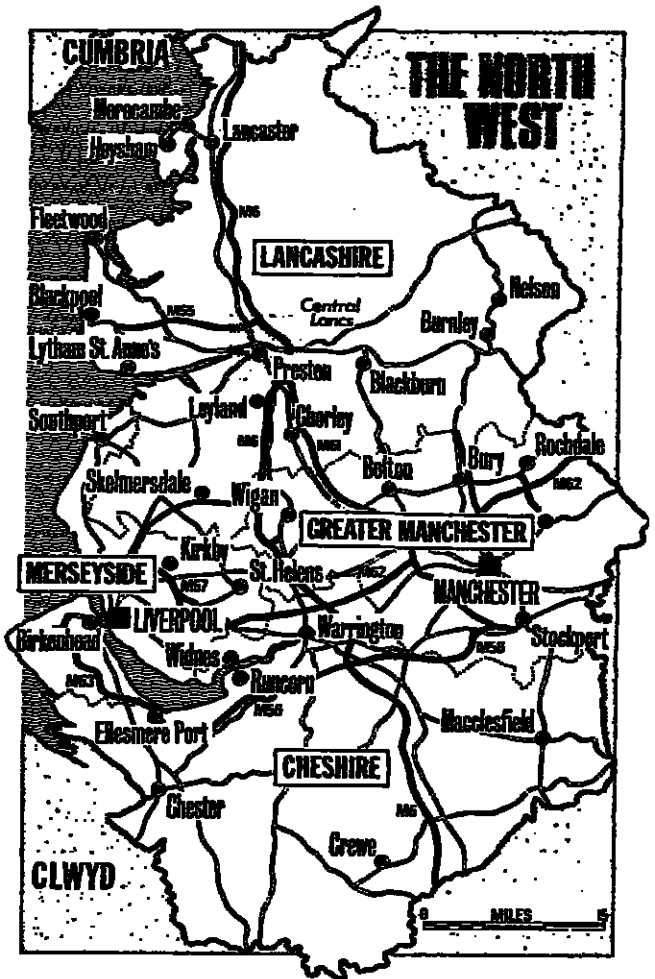 CUMBRIA
THE NORTH
WEST
Morecambe
Lancaster
Heysham
Fleetwood
M6
LANCASHIRE
Central
Lancs
Nelson
Blackpool
M55
Burnley
Lytham St. Anne's
Preston
Blackburn
Leyland
Chorley
Southport
M6
M61
Bolton
Bury
Rochdale
M62
Skelmersdale
Wigan
GREATER MANCHESTER
Kirkby
MERSEYSIDE
St. Helens
M62
M57
MANCHESTER
LIVERPOOL
Warrington
Stockport
Birkenhead
M56
Widnes
M53
Runcorn
M56
Ellesmere Port
Macclesfield
CHESHIRE
Chester
M6
Crewe
CLWYD
0 MILES 15